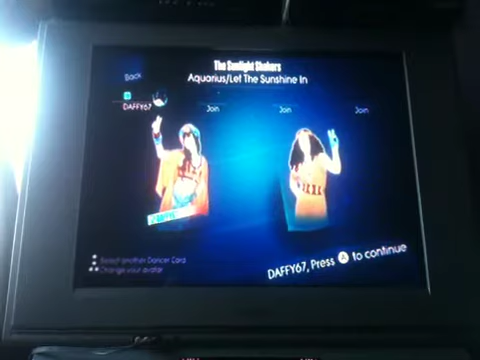 The Sunlight Shakers
Aquarius/Let The Sunshine In
Back
DAFFY67
Join
Join
Join
Select another Dancer Card
Change your avatar
DAFFY67, Press A to continue